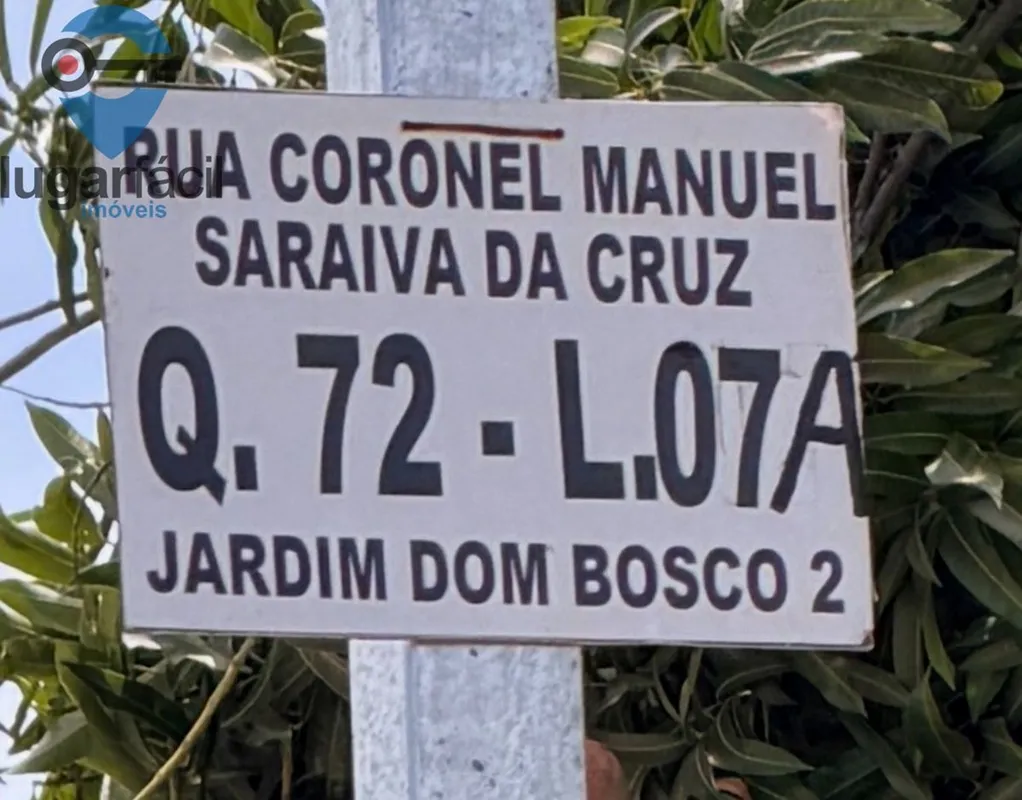 lugarfácil
imóveis
RUA CORONEL MANUEL
SARAIVA DA CRUZ
Q. 72 - L.07A
JARDIM DOM BOSCO 2